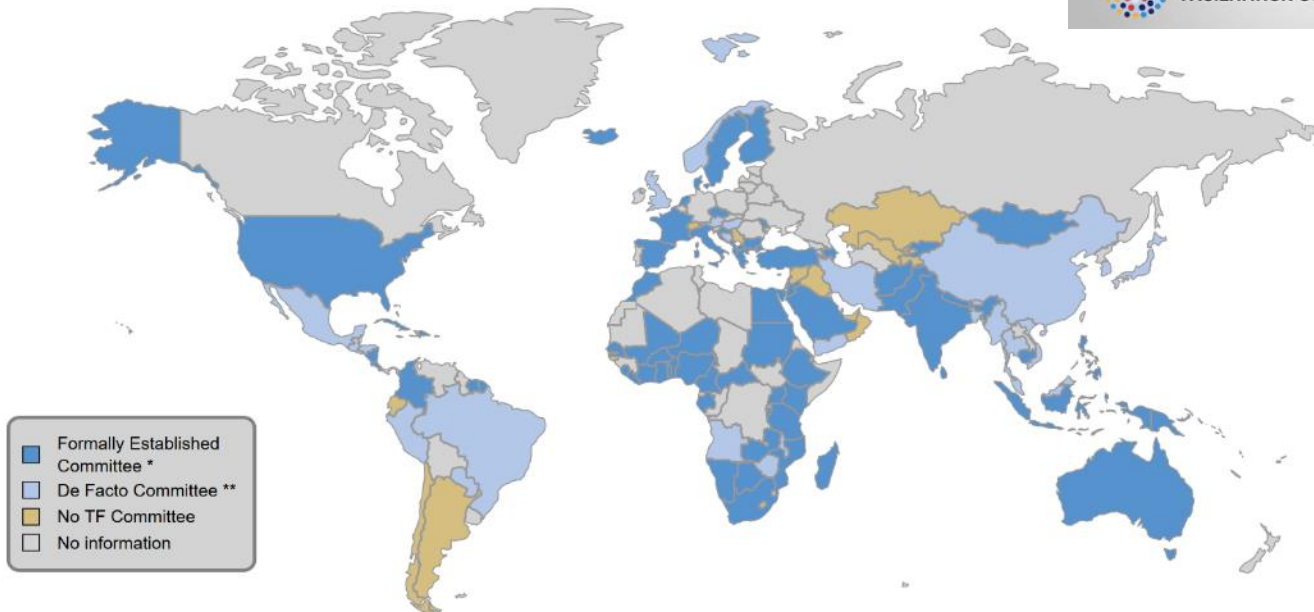 Formally Established
Committee *
De Facto Committee **
No TF Committee
No information